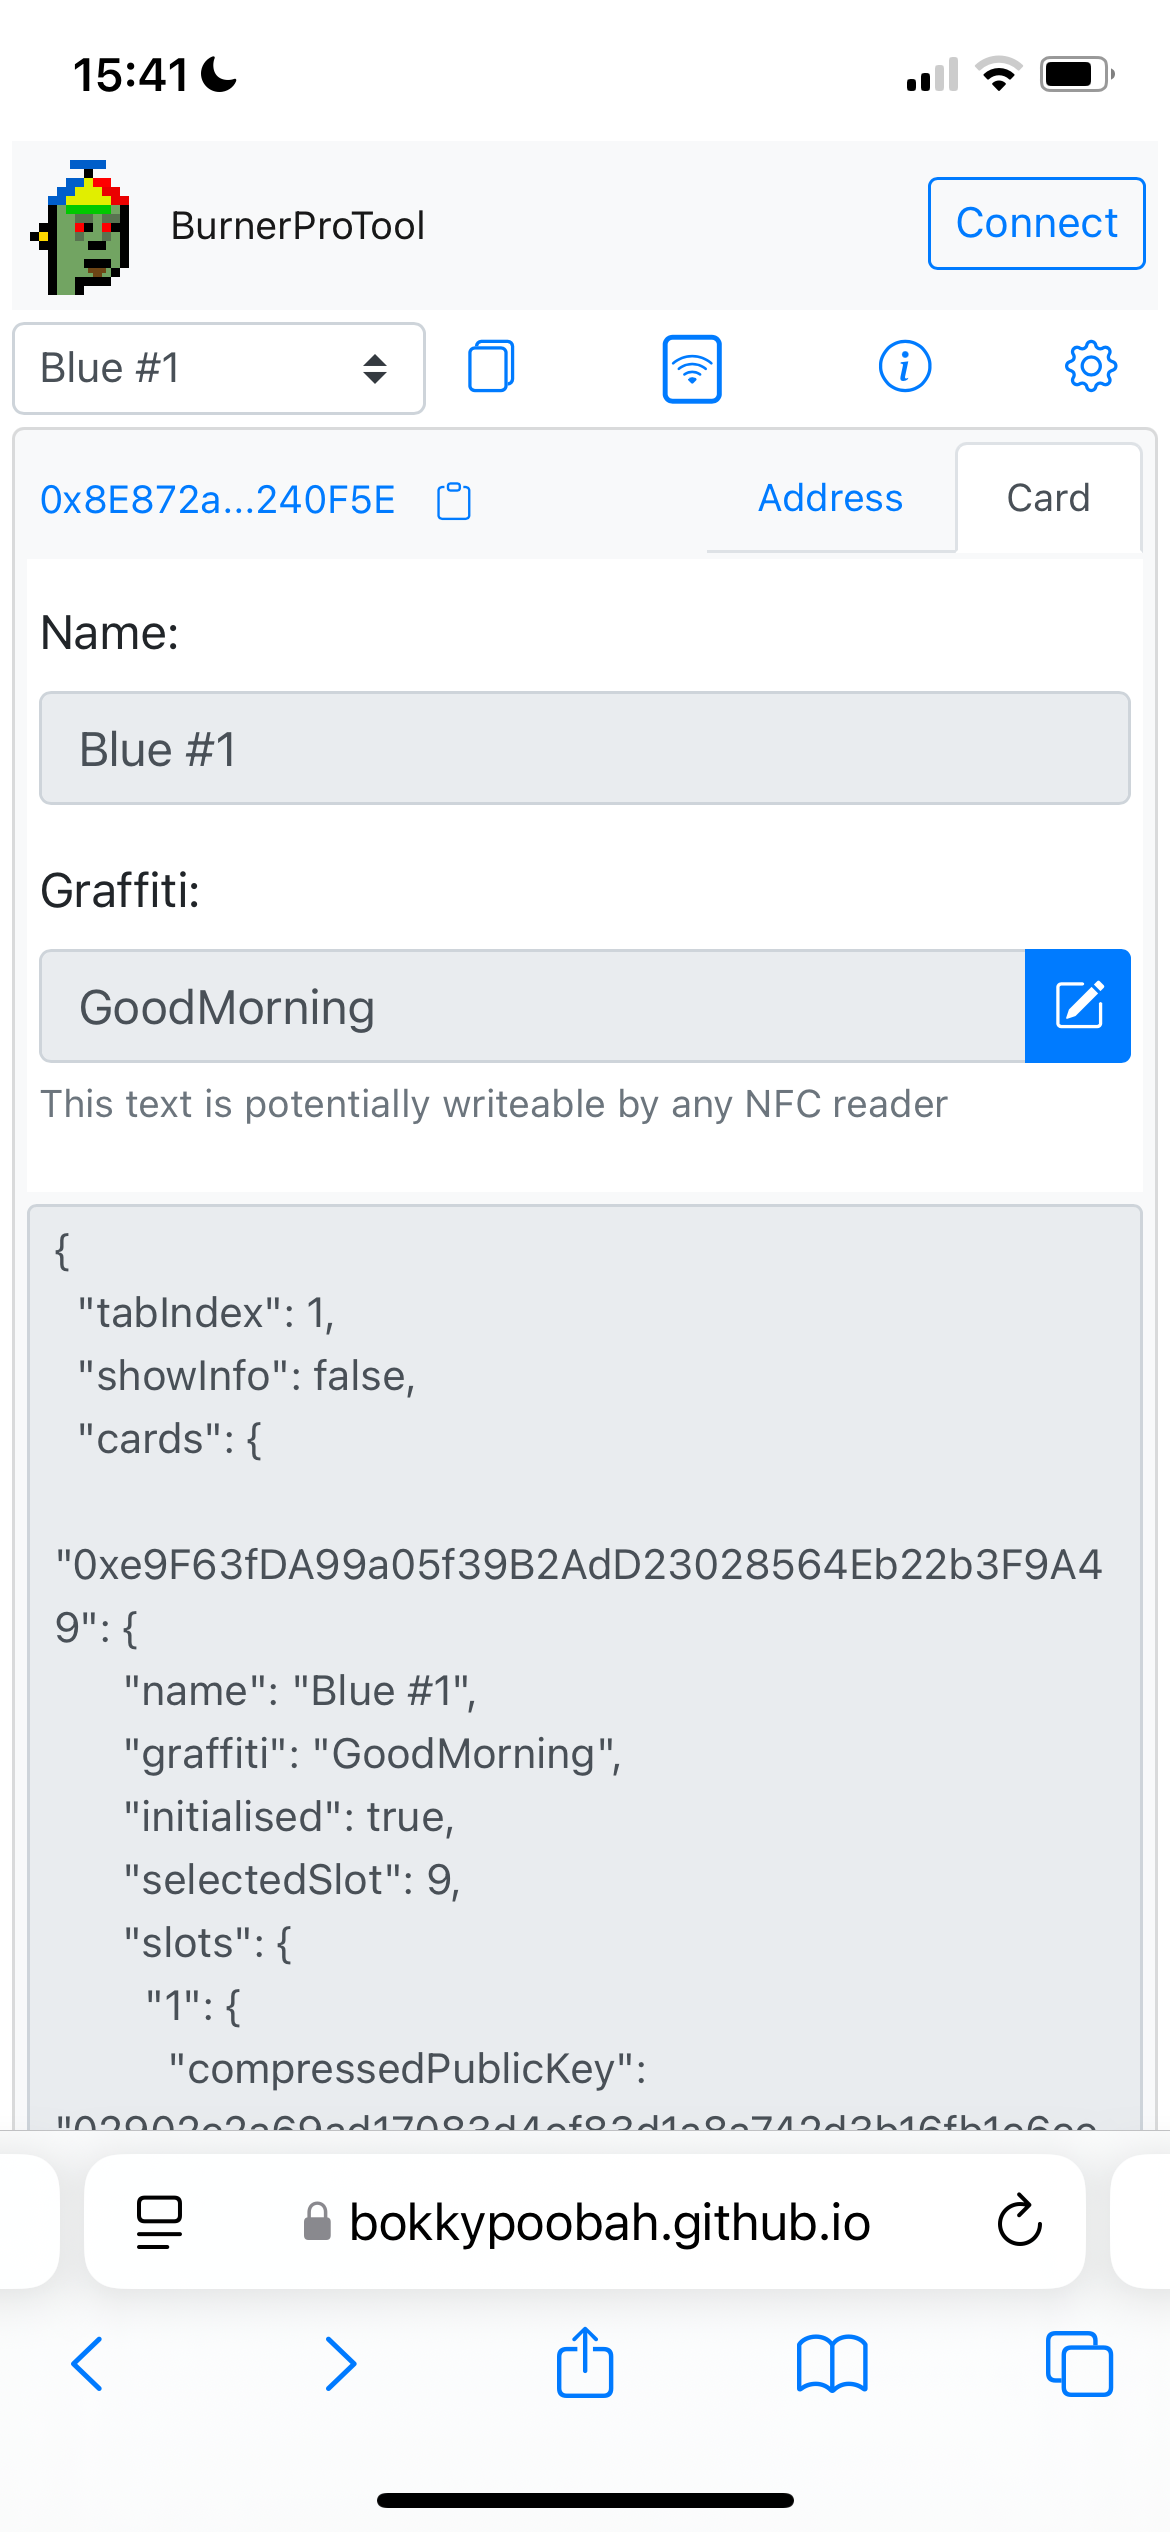 15:41
BurnerProTool
Connect
Blue #1
0x8E872a...240F5E
Address
Card
Name:
Blue #1
Graffiti:
GoodMorning
This text is potentially writeable by any NFC reader
{
"tabIndex": 1,
"showInfo": false,
"cards": {
"0xe9F63fDA99a05f39B2AdD23028564Eb22b3F9A4
9": {
"name": "Blue #1",
"graffiti": "GoodMorning",
"initialised": true,
"selectedSlot": 9,
"slots": {
"1": {
"compressedPublicKey":
bokkypoobah.github.io